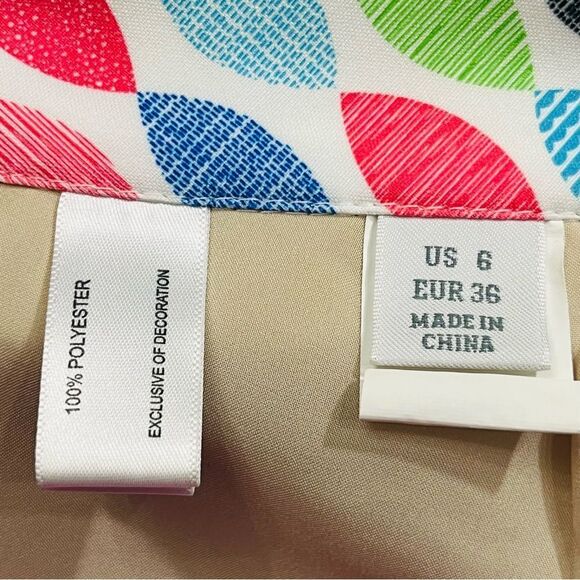 100% POLYESTER
EXCLUSIVE OF DECORATION
US 6
EUR 36
MADE IN
CHINA